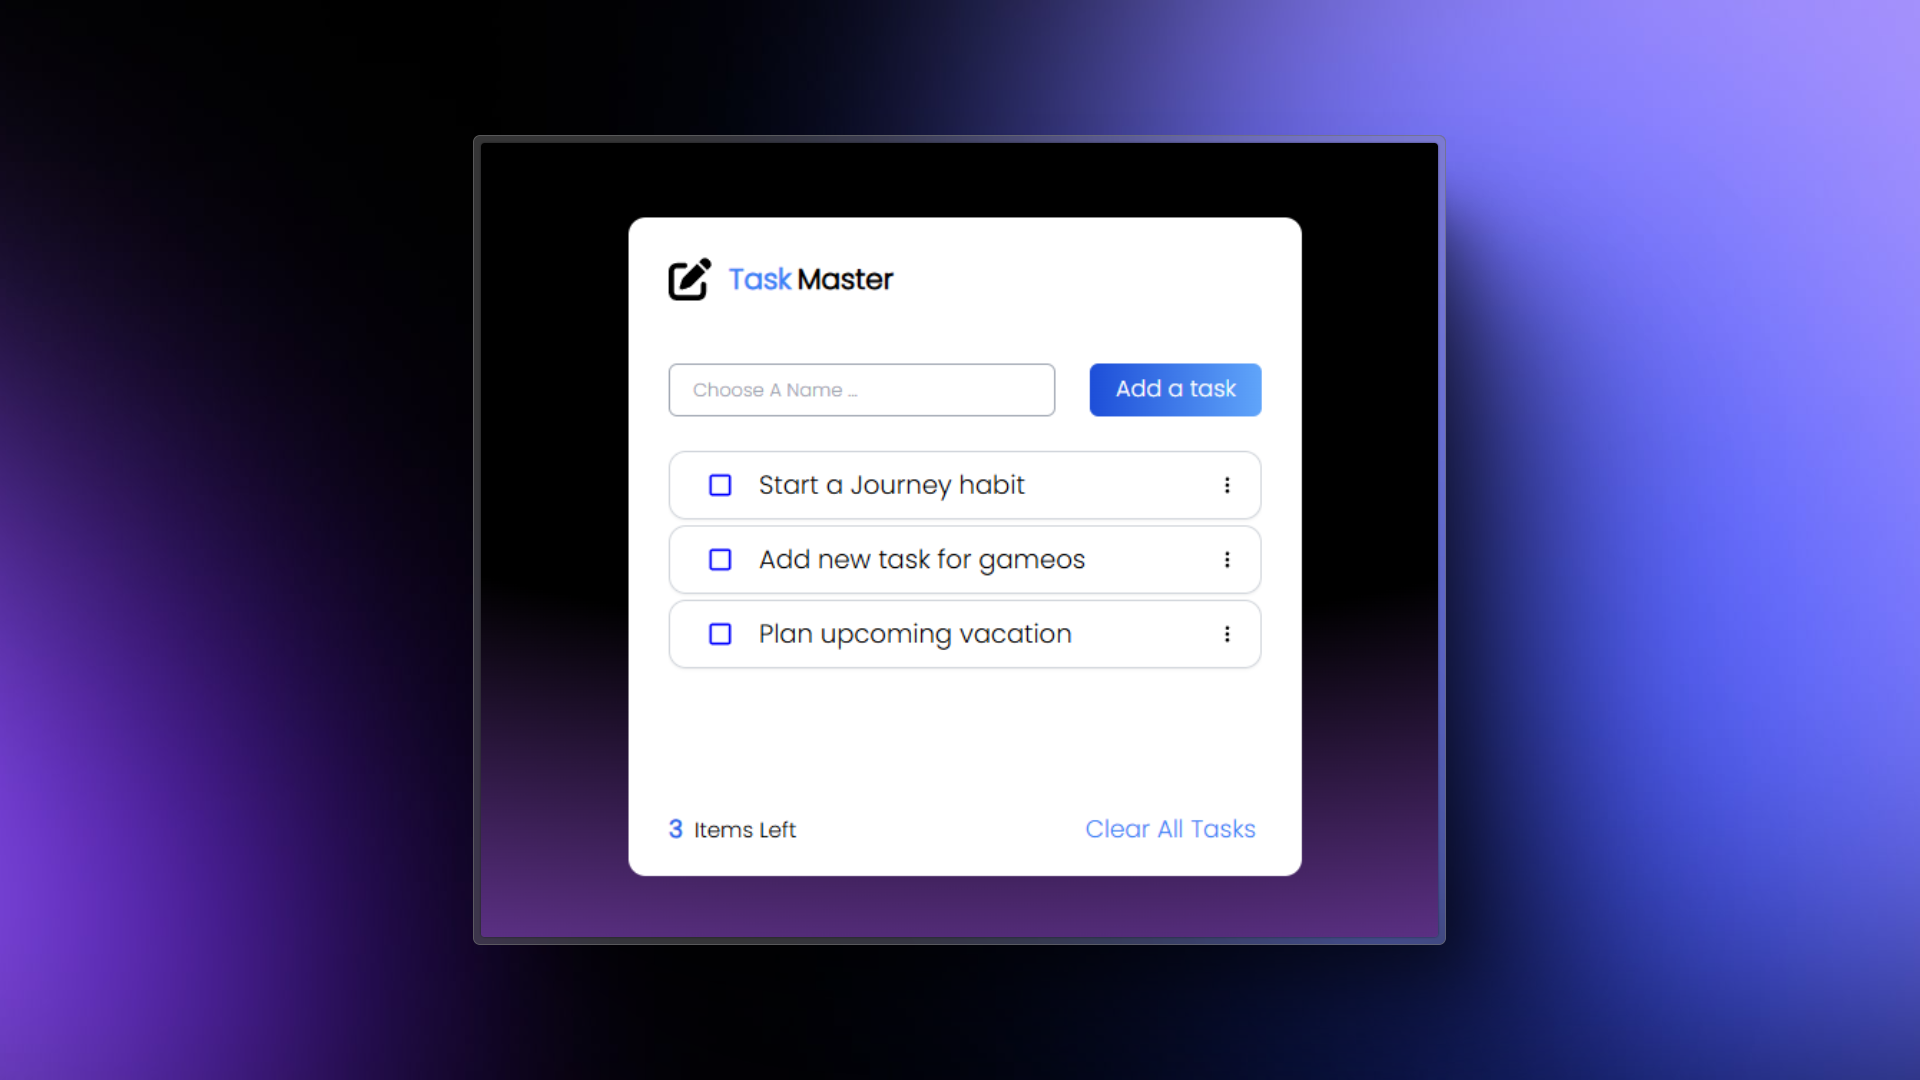 Task Master
Choose A Name ...
Add a task
Start a Journey habit
Add new task for gameos
Plan upcoming vacation
3 Items Left
Clear All Tasks